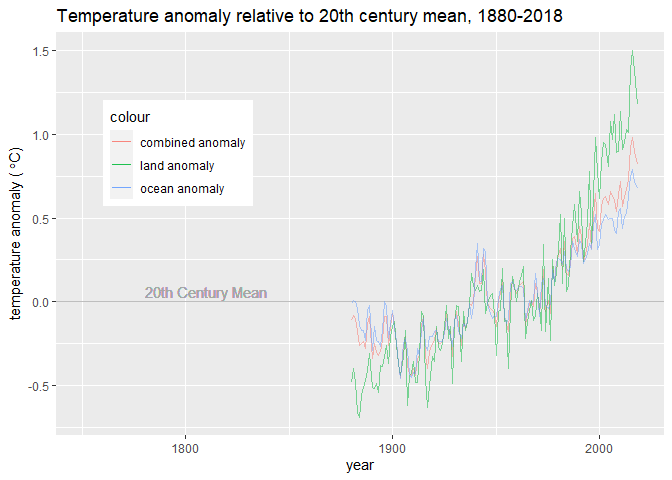 Temperature anomaly relative to 20th century mean, 1880-2018
1.5
1.0
0.5
0.0
-0.5
temperature anomaly ( °C)
colour
combined anomaly
land anomaly
ocean anomaly
20th Century Mean
1800
1900
2000
year